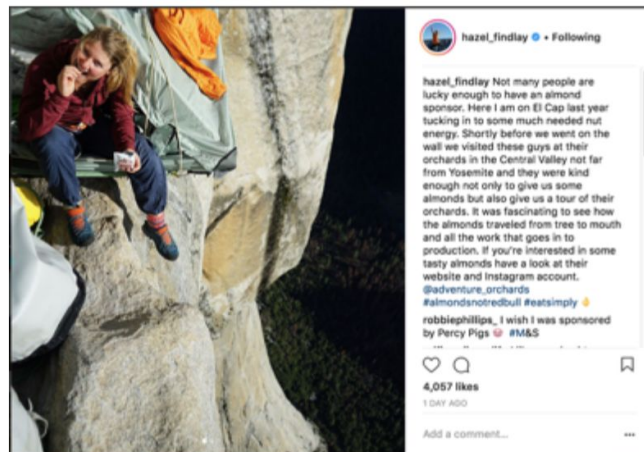 hazel_findlay • Following
hazel_findlay Not many people are
lucky enough to have an almond
sponsor. Here I am on El Cap last year
tucking in to some much needed nut
energy. Shortly before we went on the
wall we visited these guys at their
orchards in the Central Valley not far
from Yosemite and they were kind
enough not only to give us some
almonds but also give us a tour of their
orchards. It was fascinating to see how
the almonds traveled from tree to mouth
and all the work that goes in to
production. If you're interested in some
tasty almonds have a look at their
website and Instagram account.
@adventure_orchards
#almondsnotredbull #eatsimply 👌
robbiephillips_ I wish I was sponsored
by Percy Pigs 🐷 #M&S
4,057 likes
1 DAY AGO
Add a comment...